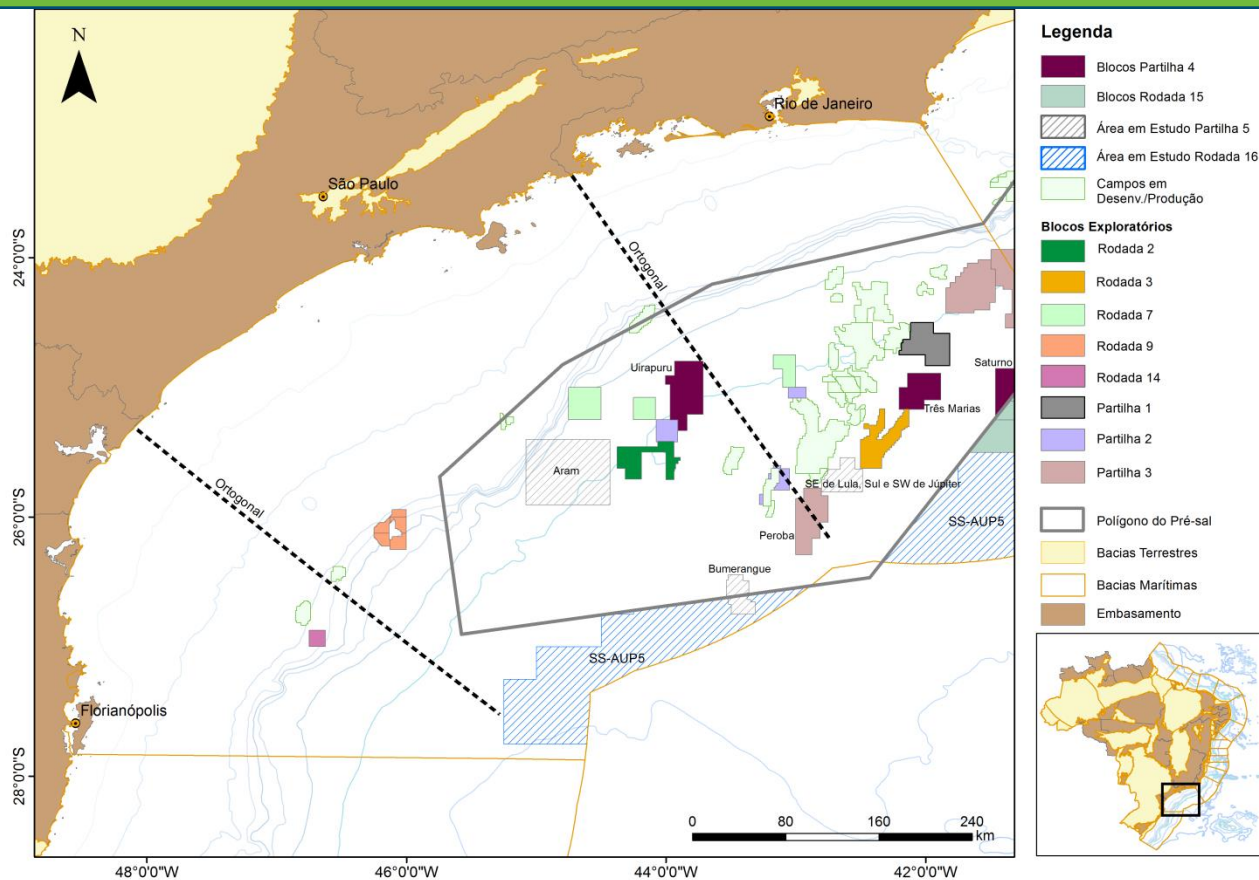 N
Rio de Janeiro
São Paulo
Ortogonal
Uirapuru
Saturno
Três Marias
Aram
SE de Lula, Sul e SW de Júpiter
Ortogonal
SS-AUP5
Peroba
Bumerangue
SS-AUP5
Florianópolis
24°0'0"S
26°0'0"S
28°0'0"S
0 80 160 240
km
48°0'0"W 46°0'0"W 44°0'0"W 42°0'0"W
Legenda
Blocos Partilha 4
Blocos Rodada 15
Área em Estudo Partilha 5
Área em Estudo Rodada 16
Campos em
Desenv./Produção
Blocos Exploratórios
Rodada 2
Rodada 3
Rodada 7
Rodada 9
Rodada 14
Partilha 1
Partilha 2
Partilha 3
Polígono do Pré-sal
Bacias Terrestres
Bacias Marítimas
Embasamento